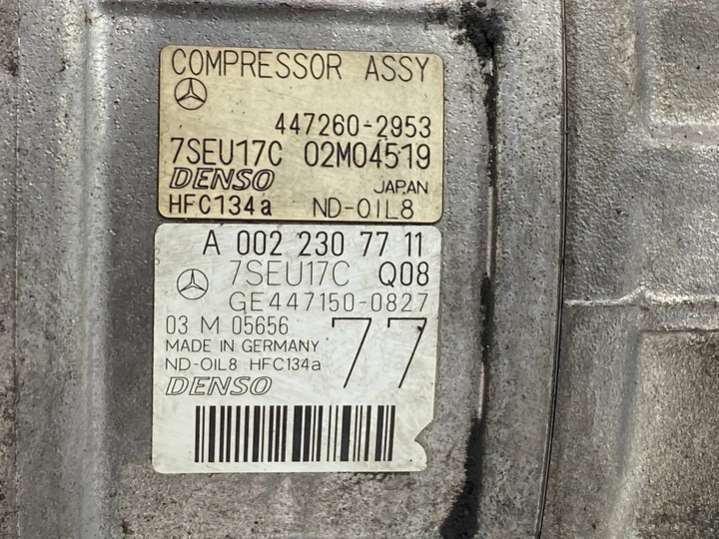 COMPRESSOR ASSY
447260-2953
7SEU17C 02M04519
DENSO JAPAN
HFC134a ND-OIL8
A 002 230 77 11
7SEU17C Q08
GE447150-0827
03 M 05656 77
MADE IN GERMANY
ND-OIL8 HFC134a
DENSO